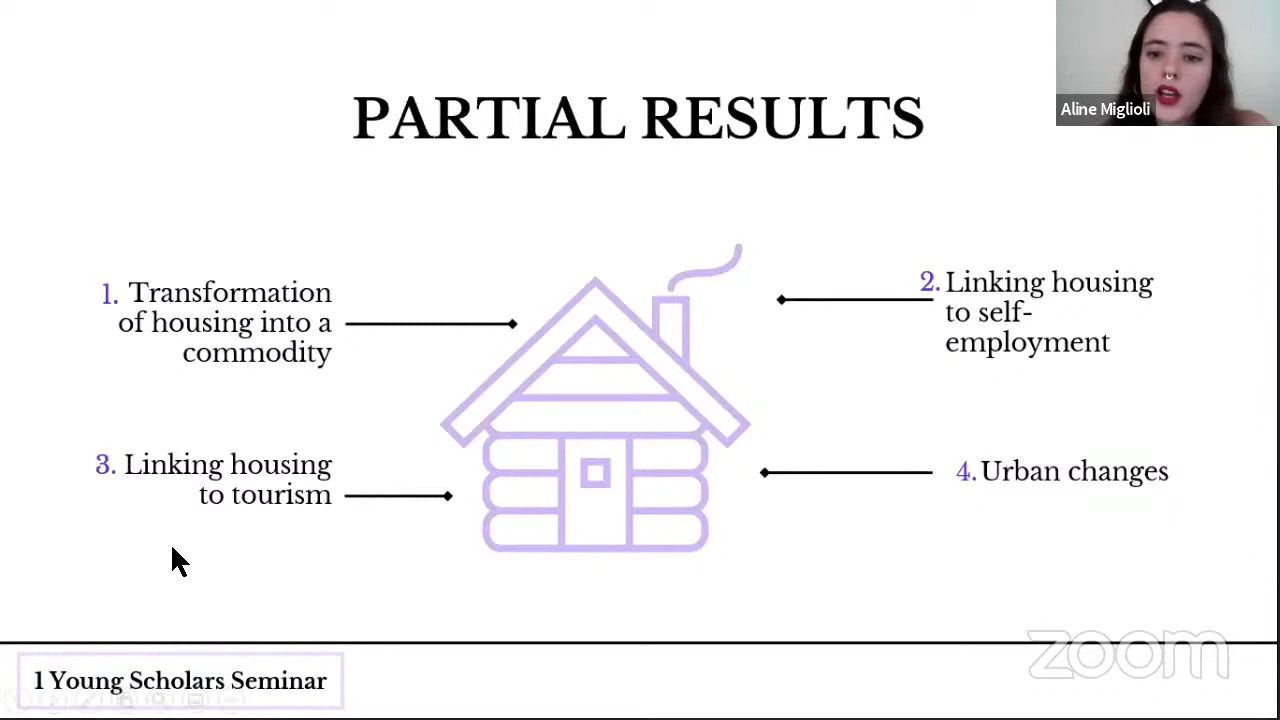 Aline Miglioli
PARTIAL RESULTS
1. Transformation
of housing into a
commodity
2. Linking housing
to self-
employment
3. Linking housing
to tourism
4. Urban changes
1 Young Scholars Seminar
zoom